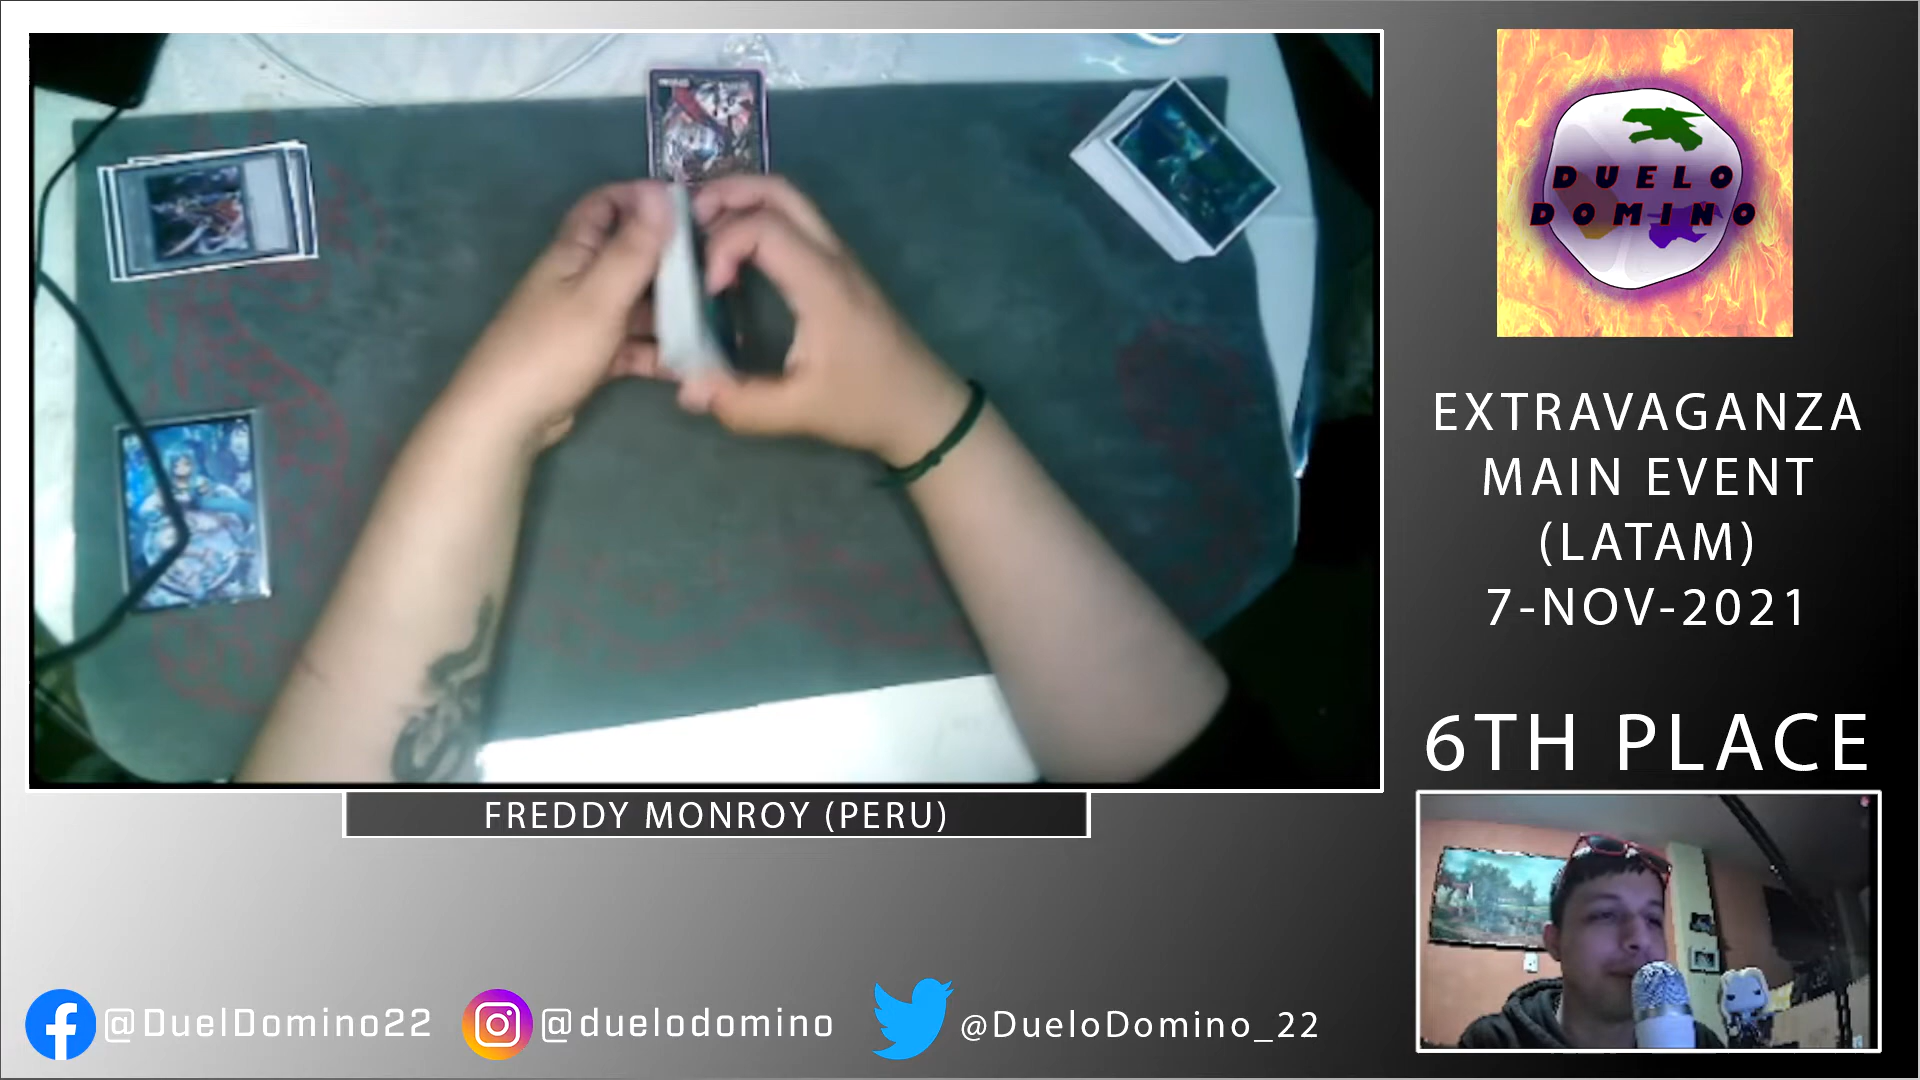 DUELO
DOMINO
EXTRAVAGANZA
MAIN EVENT
(LATAM)
7-NOV-2021
6TH PLACE
FREDDY MONROY (PERU)
@DuelDomino22
@duelodomino
@DueloDomino_22